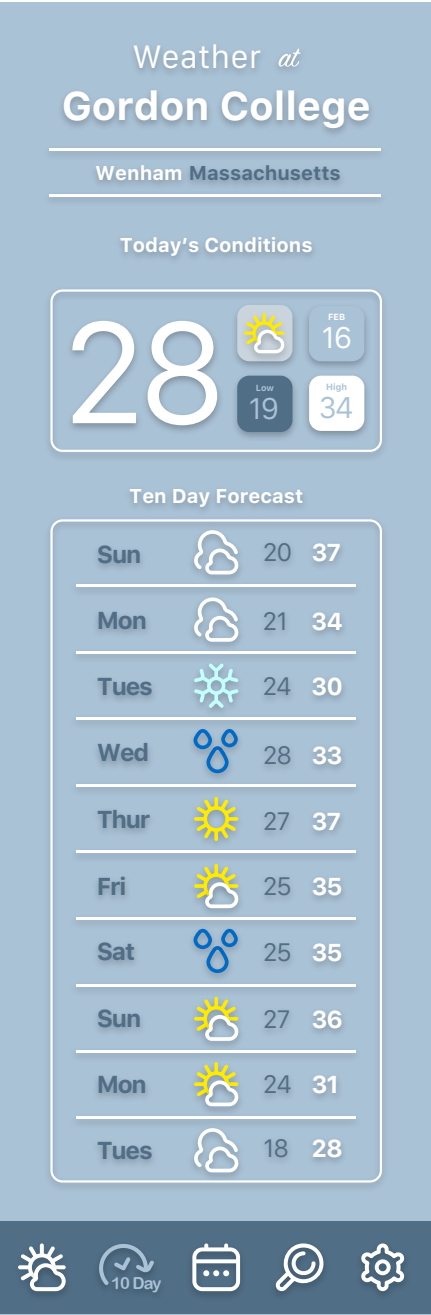 Weather at
Gordon College
Wenham Massachusetts
Today's Conditions
28
FEB
16
Low
19
High
34
Ten Day Forecast
Sun 20 37
Mon 21 34
Tues 24 30
Wed 28 33
Thur 27 37
Fri 25 35
Sat 25 35
Sun 27 36
Mon 24 31
Tues 18 28
10 Day